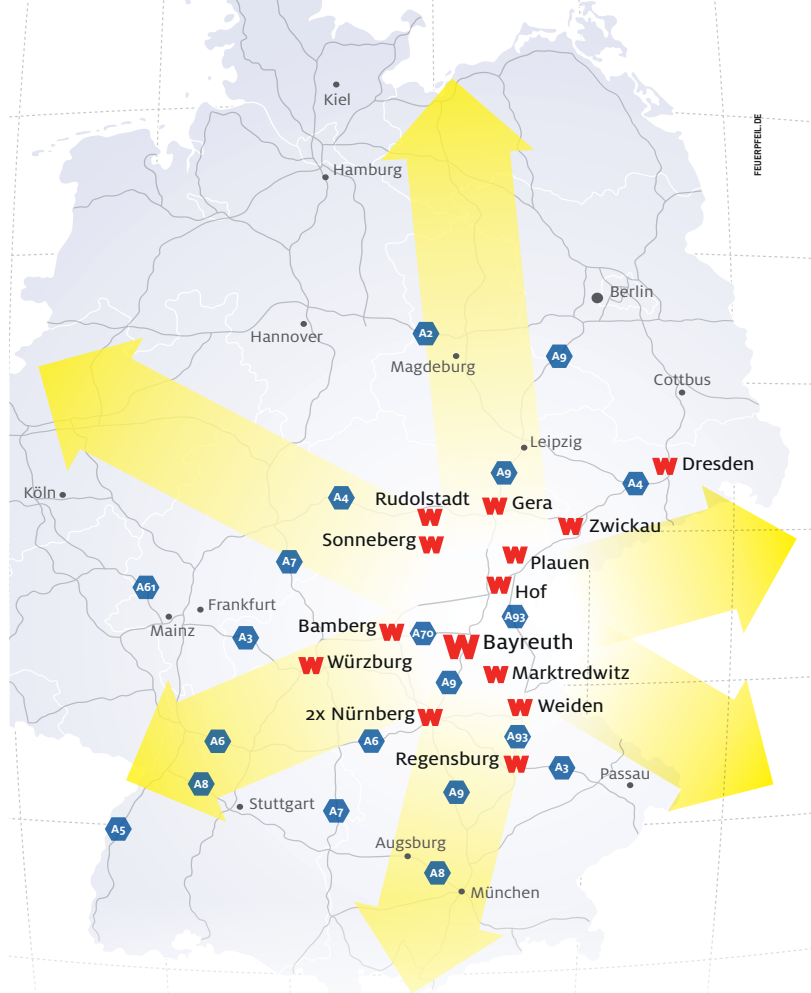 Kiel
FEUERPFEIL.DE
Hamburg
Berlin
Hannover
A2
Magdeburg
A9
Cottbus
Leipzig
Dresden
A9
A4
Köln
A4
Rudolstadt
Gera
Zwickau
Sonneberg
Plauen
A7
Hof
A61
Frankfurt
Mainz
A93
A3
Bamberg
A70
Bayreuth
Würzburg
Marktredwitz
A9
Weiden
2x Nürnberg
A6
A6
A93
Regensburg
A3
Passau
A8
A9
Stuttgart
A7
A5
Augsburg
A8
München